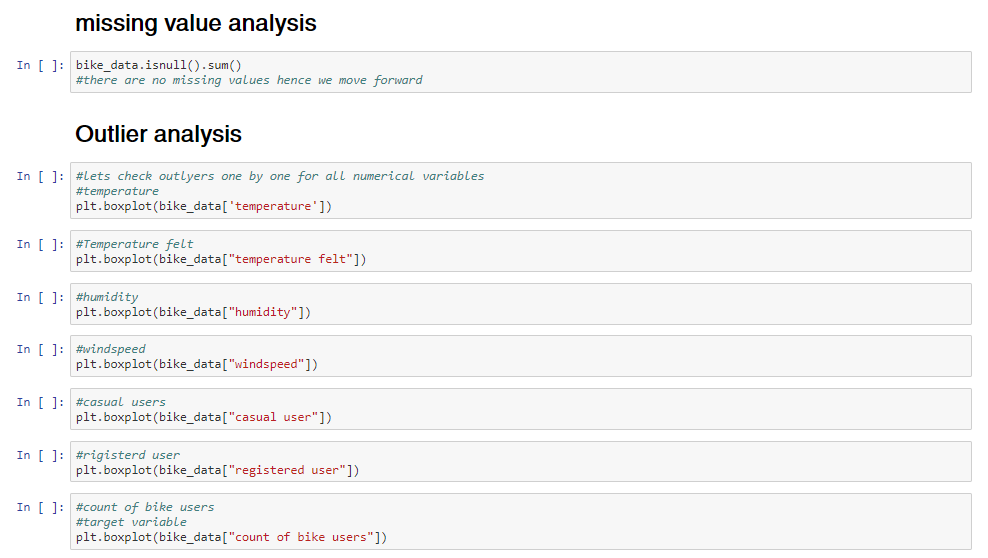 missing value analysis
In [ ]: bike_data.isnull().sum()
#there are no missing values hence we move forward
Outlier analysis
In [ ]: #lets check outlyers one by one for all numerical variables
#temperature
plt.boxplot(bike_data['temperature'])
In [ ]: #Temperature felt
plt.boxplot(bike_data["temperature felt"])
In [ ]: #humidity
plt.boxplot(bike_data["humidity"])
In [ ]: #windspeed
plt.boxplot(bike_data["windspeed"])
In [ ]: #casual users
plt.boxplot(bike_data["casual user"])
In [ ]: #rigisterd user
plt.boxplot(bike_data["registered user"])
In [ ]: #count of bike users
#target variable
plt.boxplot(bike_data["count of bike users"])